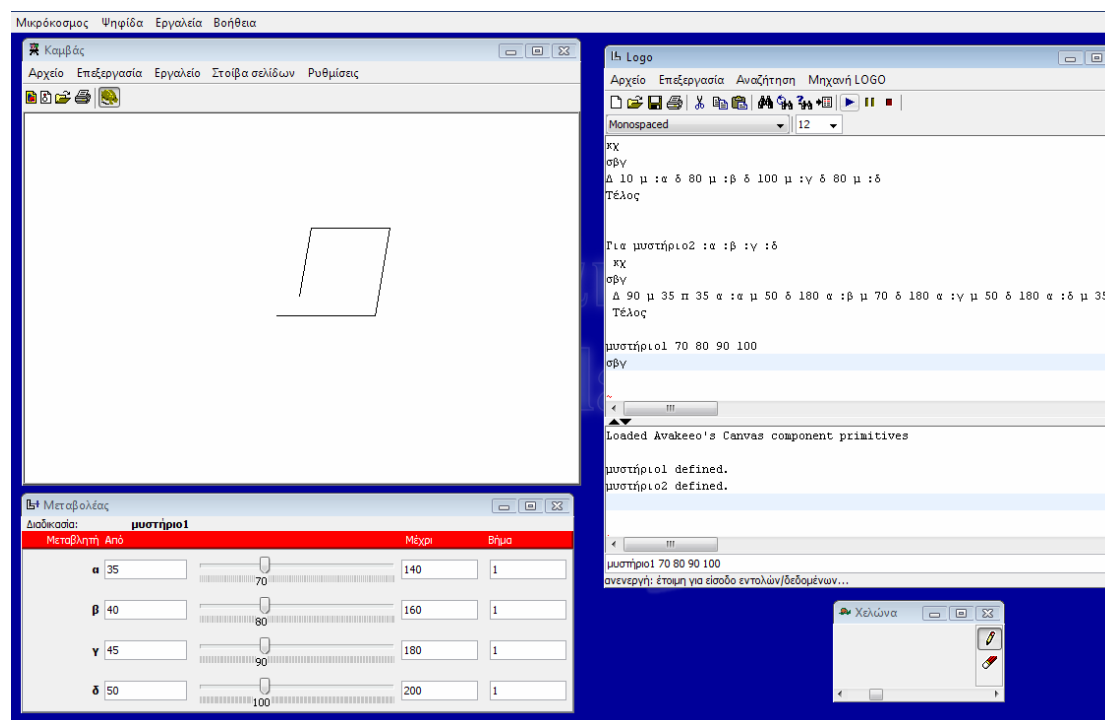 Μικρόκοσμος Ψηφίδα Εργαλεία Βοήθεια
Καμβάς
Αρχείο Επεξεργασία Εργαλείο Στοίβα σελίδων Ρυθμίσεις
Logo
Αρχείο Επεξεργασία Αναζήτηση Μηχανή LOGO
Monospaced 12
κχ
σβγ
Δ 10 μ :α δ 80 μ :β δ 100 μ :γ δ 80 μ :δ
Τέλος
Για μυστήριο2 :α :β :γ :δ
κχ
σβγ
Δ 90 μ 35 π 35 α :α μ 50 δ 180 α :β μ 70 δ 180 α :γ μ 50 δ 180 α :δ μ 35
Τέλος
μυστήριο1 70 80 90 100
σβγ
~
Loaded Avakeeo's Canvas component primitives
μυστήριο1 defined.
μυστήριο2 defined.
μυστήριο1 70 80 90 100
ανενεργή: έτοιμη για είσοδο εντολών/δεδομένων...
Μεταβολέας
Διαδικασία: μυστήριο1
Μεταβλητή Από Μέχρι Βήμα
α 35 70 140 1
β 40 80 160 1
γ 45 90 180 1
δ 50 100 200 1
Χελώνα